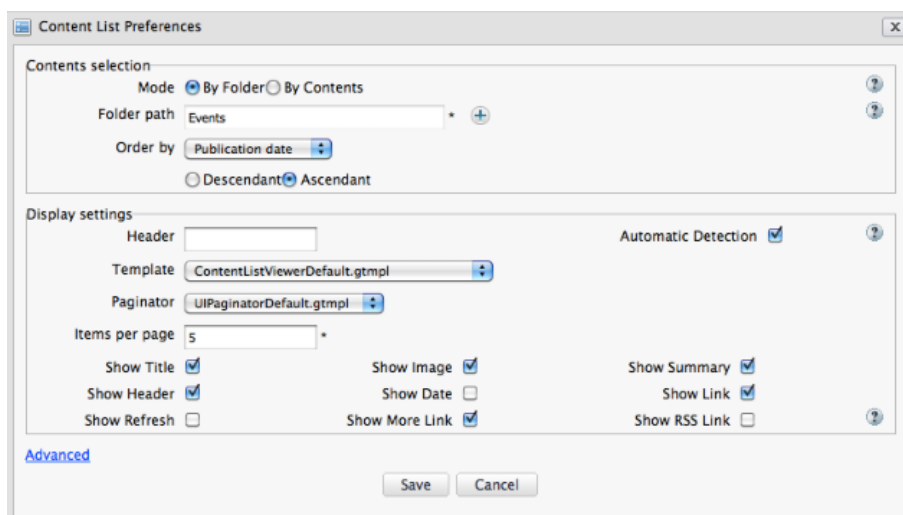 Content List Preferences
Contents selection
Mode By Folder By Contents
Folder path Events *
Order by Publication date
Descendant Ascendant
Display settings
Header Automatic Detection
Template ContentListViewerDefault.gtmpl
Paginator UIPaginatorDefault.gtmpl
Items per page 5 *
Show Title Show Image Show Summary
Show Header Show Date Show Link
Show Refresh Show More Link Show RSS Link
Advanced
Save Cancel